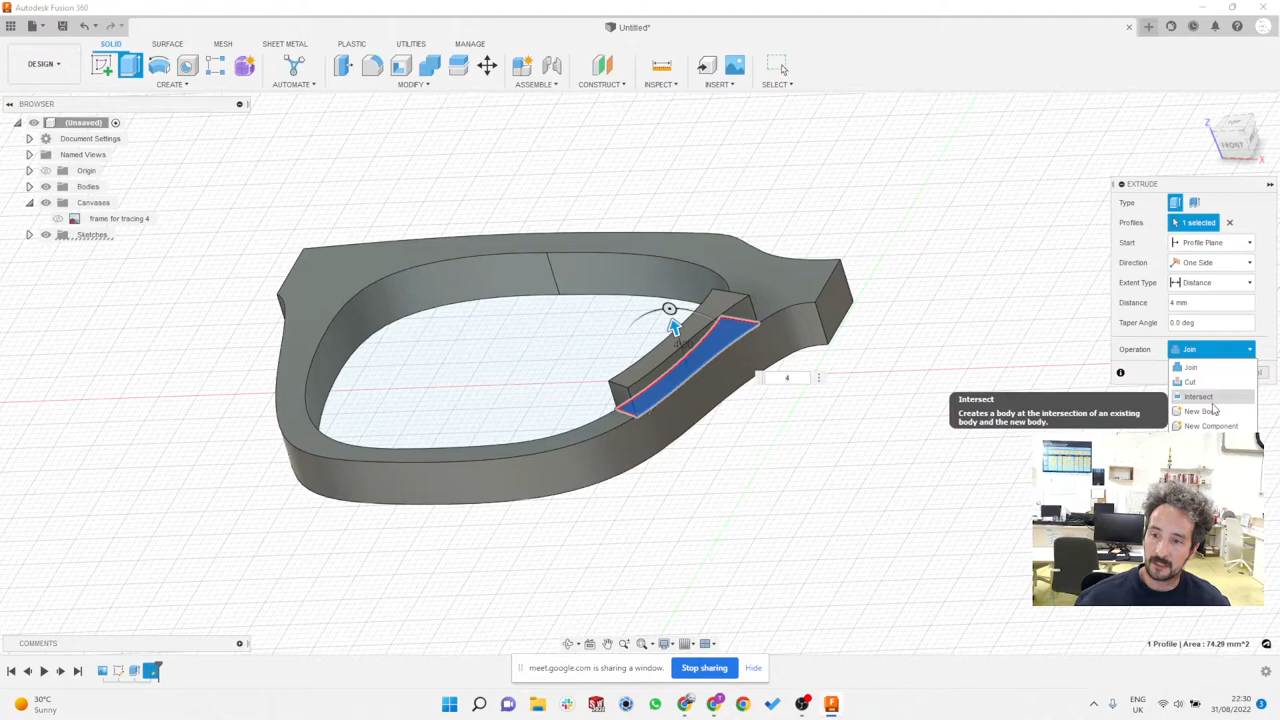 Autodesk Fusion 360
Untitled*
DESIGN
SOLID SURFACE MESH SHEET METAL PLASTIC UTILITIES MANAGE
CREATE AUTOMATE MODIFY ASSEMBLE CONSTRUCT INSPECT INSERT SELECT
BROWSER
(Unsaved)
Document Settings
Named Views
Origin
Bodies
Canvases
frame for tracing 4
Sketches
Z
FRONT
X
EXTRUDE
Type
Profiles 1 selected
Start Profile Plane
Direction One Side
Extent Type Distance
Distance 4 mm
Taper Angle 0.0 deg
Operation Join
Join
Cut
Intersect
New Body
New Component
Intersect
Creates a body at the intersection of an existing
body and the new body.
4
COMMENTS
1 Profile | Area : 74.29 mm^2
meet.google.com is sharing a window. Stop sharing Hide
30°C
Sunny
ENG
UK
22:30
31/08/2022
3